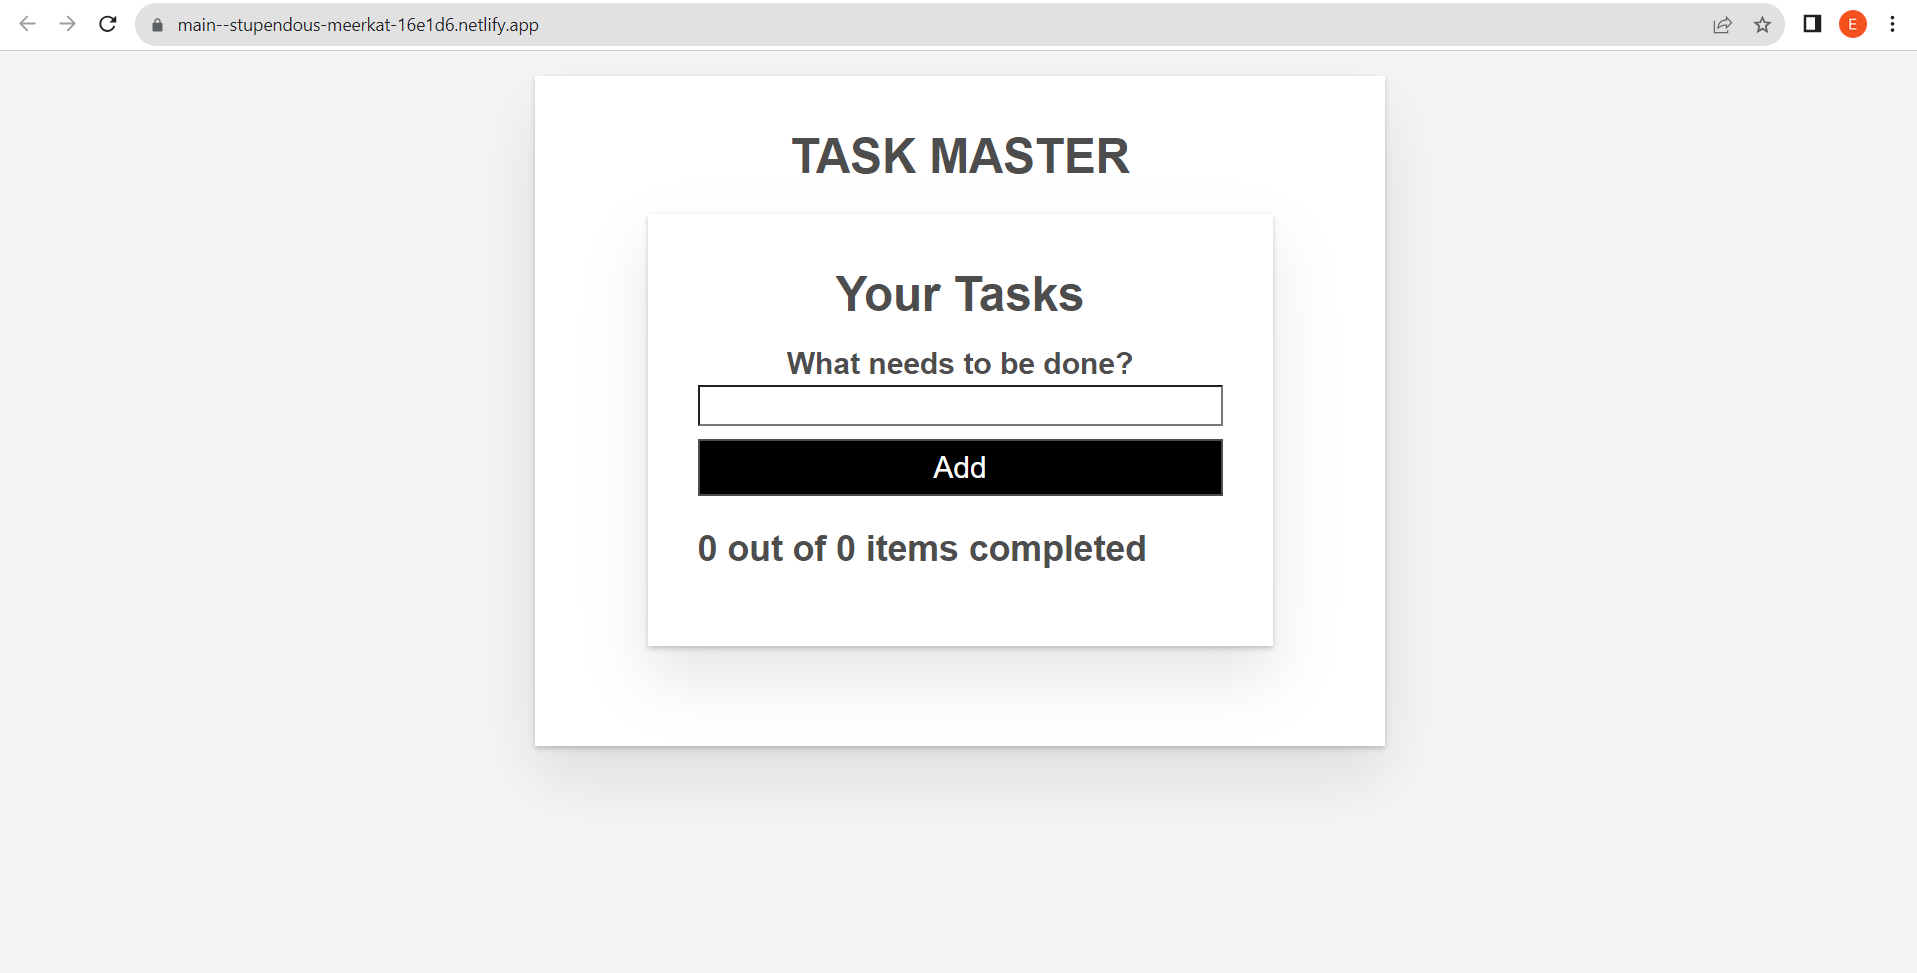 main--stupendous-meerkat-16e1d6.netlify.app
E
TASK MASTER
Your Tasks
What needs to be done?
Add
0 out of 0 items completed